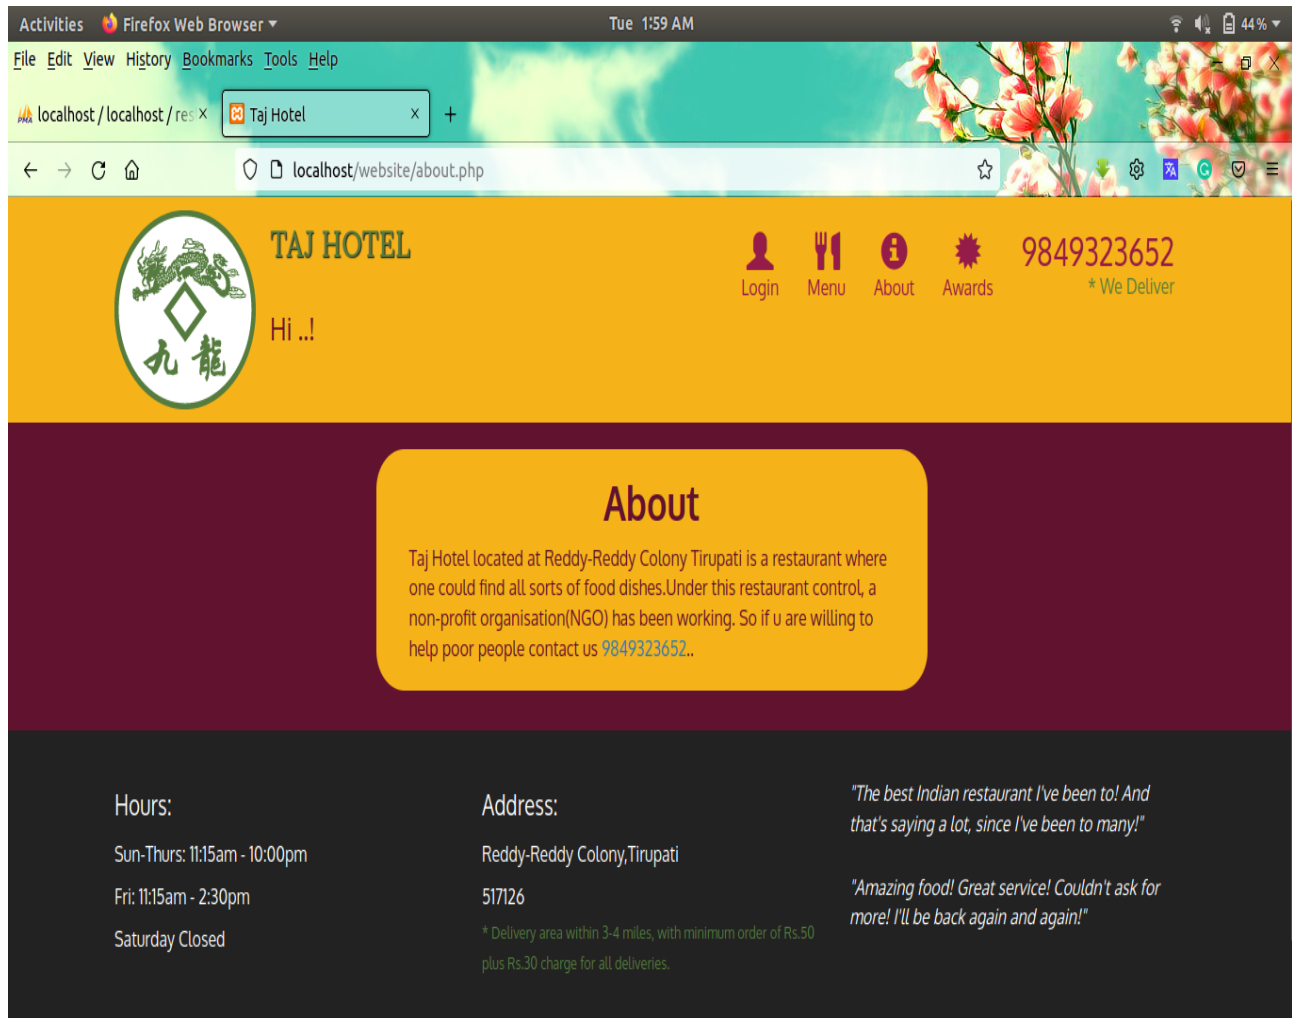 Activities Firefox Web Browser Tue 1:59 AM 44%
File Edit View History Bookmarks Tools Help
PMA localhost / localhost / res Taj Hotel
localhost/website/about.php
TAJ HOTEL
Hi ..!
九龍
Login Menu About Awards
9849323652
* We Deliver
About
Taj Hotel located at Reddy-Reddy Colony Tirupati is a restaurant where
one could find all sorts of food dishes.Under this restaurant control, a
non-profit organisation(NGO) has been working. So if u are willing to
help poor people contact us 9849323652..
Hours:
Sun-Thurs: 11:15am - 10:00pm
Fri: 11:15am - 2:30pm
Saturday Closed
Address:
Reddy-Reddy Colony,Tirupati
517126
* Delivery area within 3-4 miles, with minimum order of Rs.50
plus Rs.30 charge for all deliveries.
"The best Indian restaurant I've been to! And
that's saying a lot, since I've been to many!"
"Amazing food! Great service! Couldn't ask for
more! I'll be back again and again!"